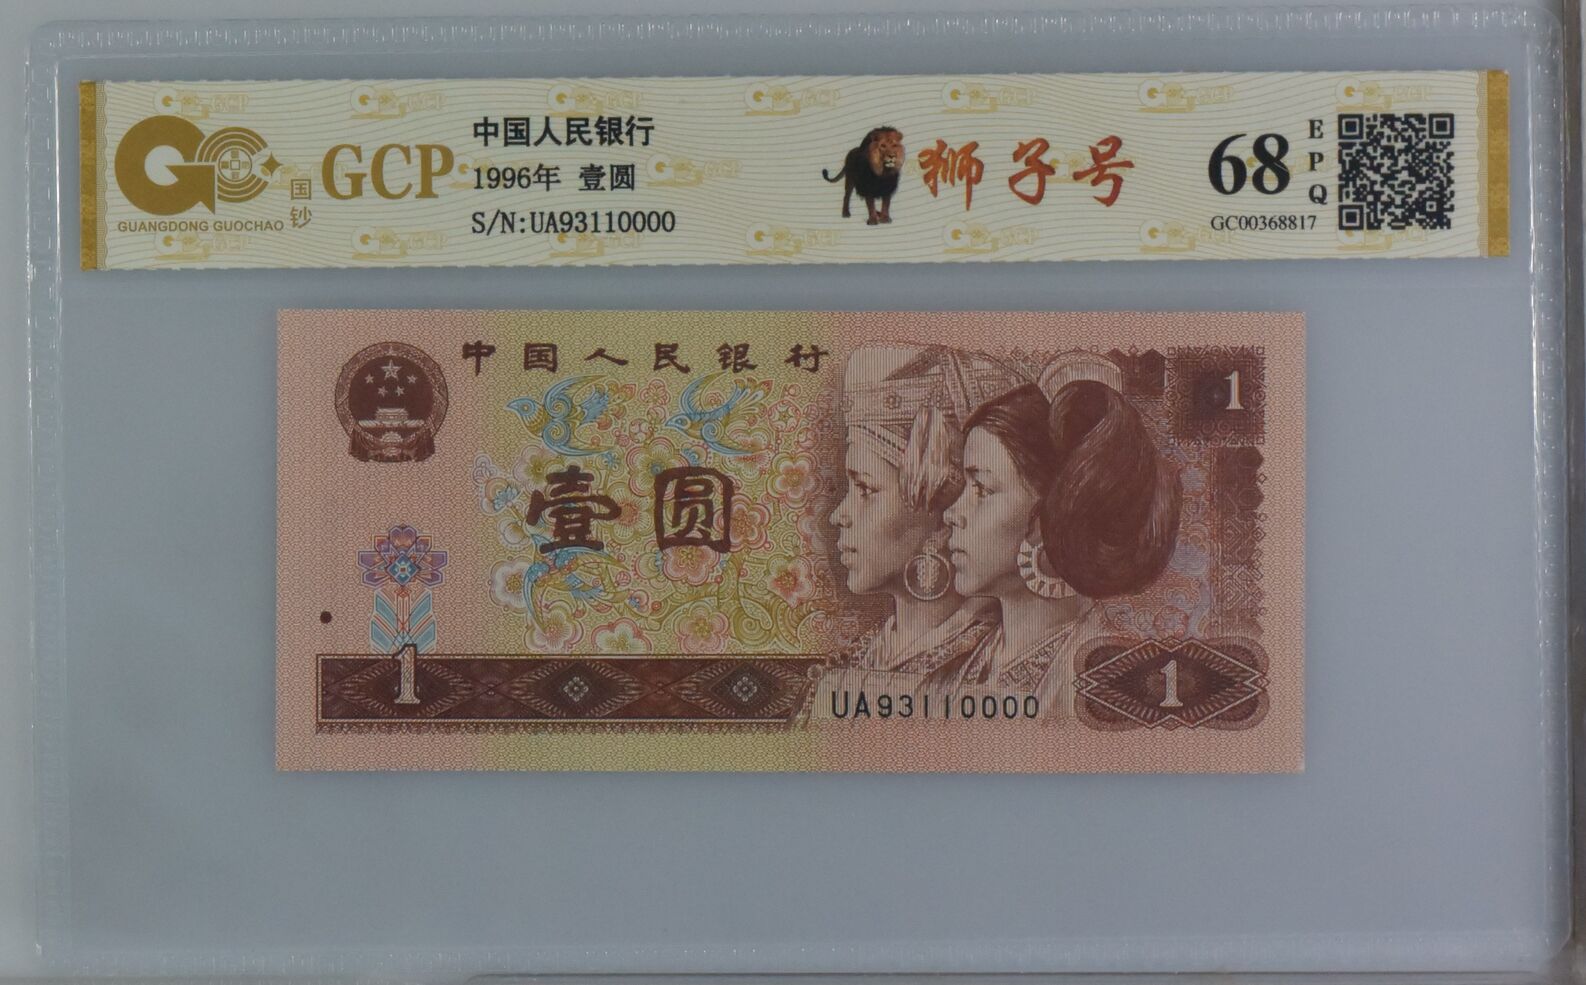 GCP
国钞
GUANGDONG GUOCHAO
中国人民银行
1996年 壹圆
S/N:UA93110000
狮子号
68
EPQ
GC00368817
中国人民银行
1
壹圆
1
UA93110000
1